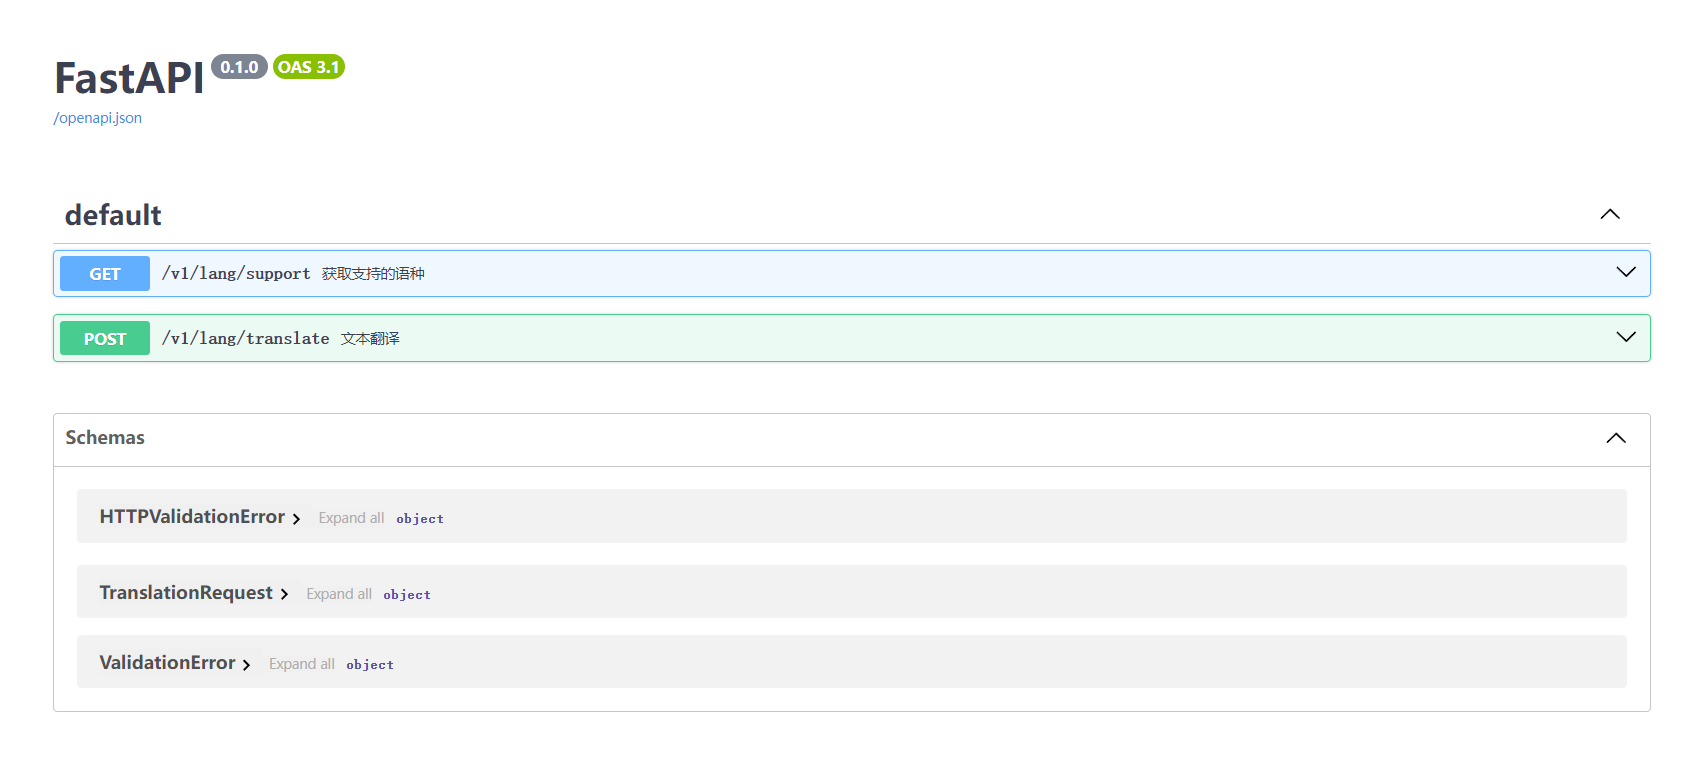 FastAPI 0.1.0 OAS 3.1
/openapi.json
default
GET /v1/lang/support 获取支持的语种
POST /v1/lang/translate 文本翻译
Schemas
HTTPValidationError Expand all object
TranslationRequest Expand all object
ValidationError Expand all object